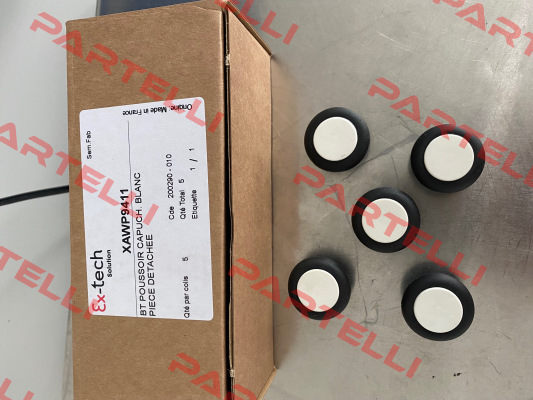 Ex-tech
Solution
XAWP9411
BT POUSSOIR CAPUCH. BLANC
PIECE DETACHEE
Qté par colis 5
Cde 200290 - 010
Qté Total 5
Etiquette 1 / 1
Sem.Fab
Origine. Made in France
PARTELLI
PARTELLI
PARTELLI
PARTELLI
PARTELLI
PARTELLI